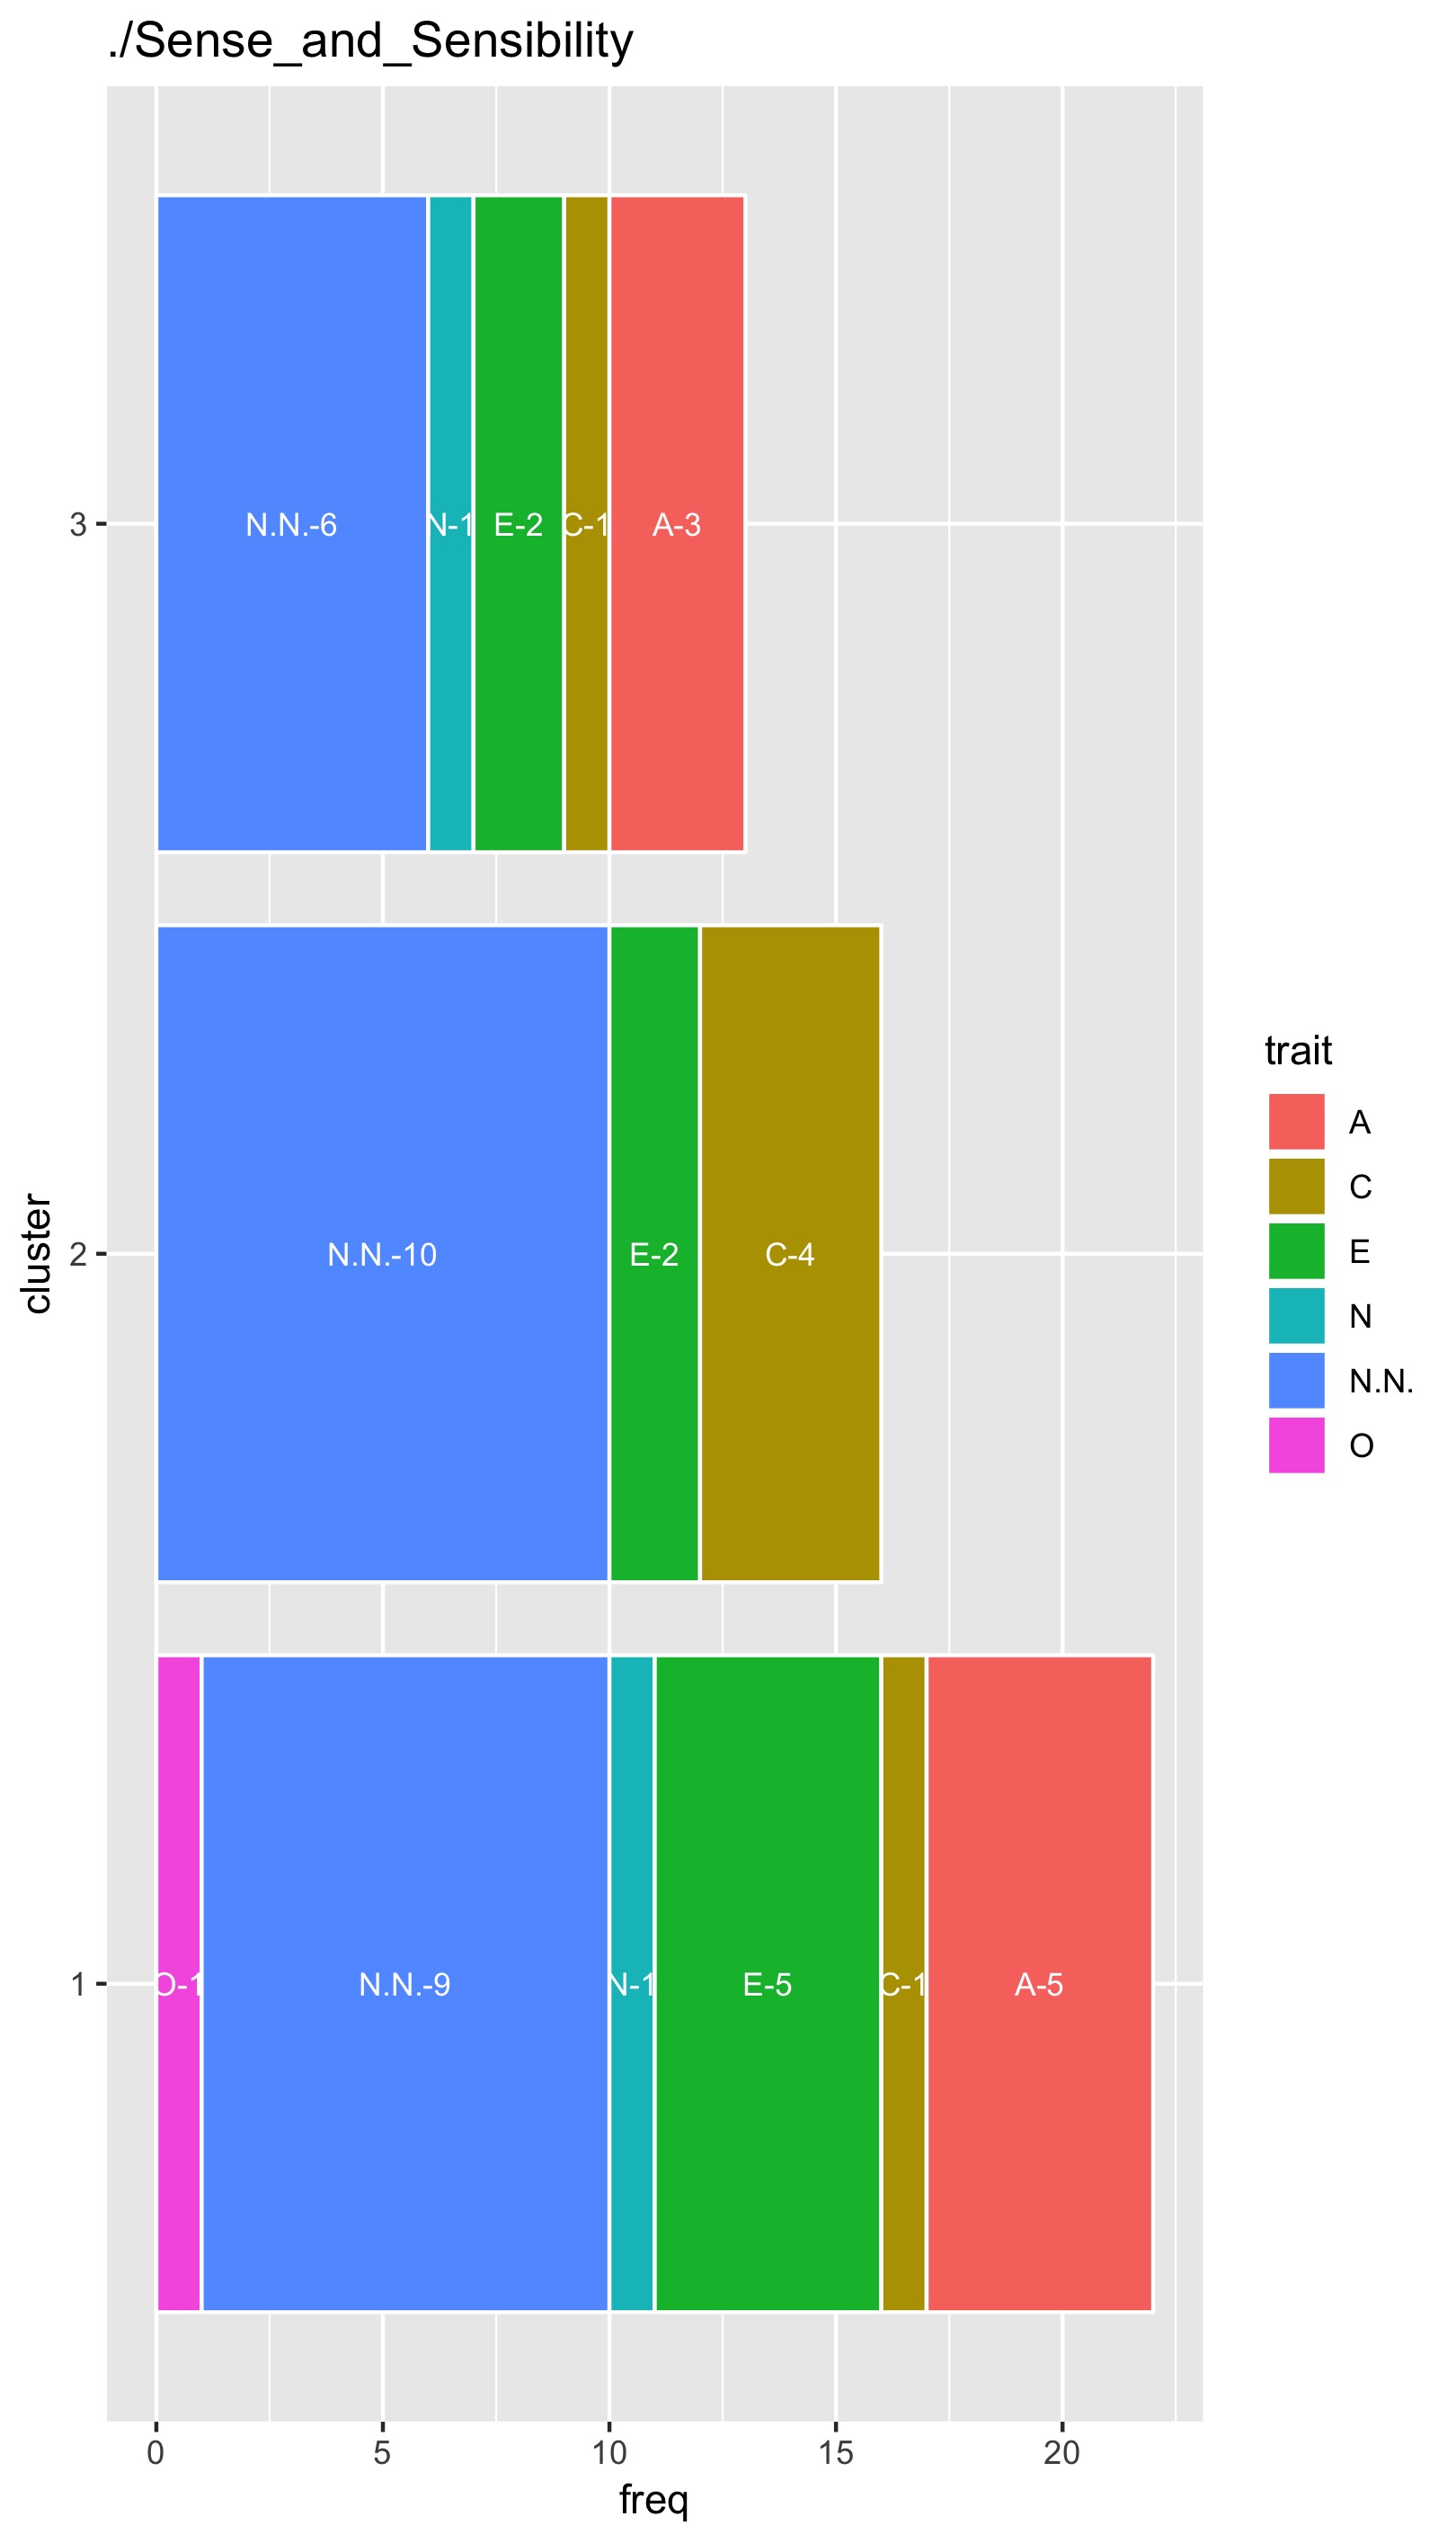 ./Sense_and_Sensibility
3
N.N.-6
N-1
E-2
C-1
A-3
cluster
2
N.N.-10
E-2
C-4
1
O-1
N.N.-9
N-1
E-5
C-1
A-5
0 5 10 15 20
freq
trait
A
C
E
N
N.N.
O